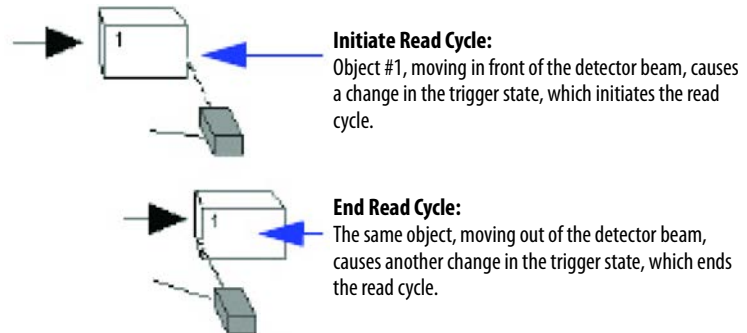 1
Initiate Read Cycle:
Object #1, moving in front of the detector beam, causes
a change in the trigger state, which initiates the read
cycle.
1
End Read Cycle:
The same object, moving out of the detector beam,
causes another change in the trigger state, which ends
the read cycle.